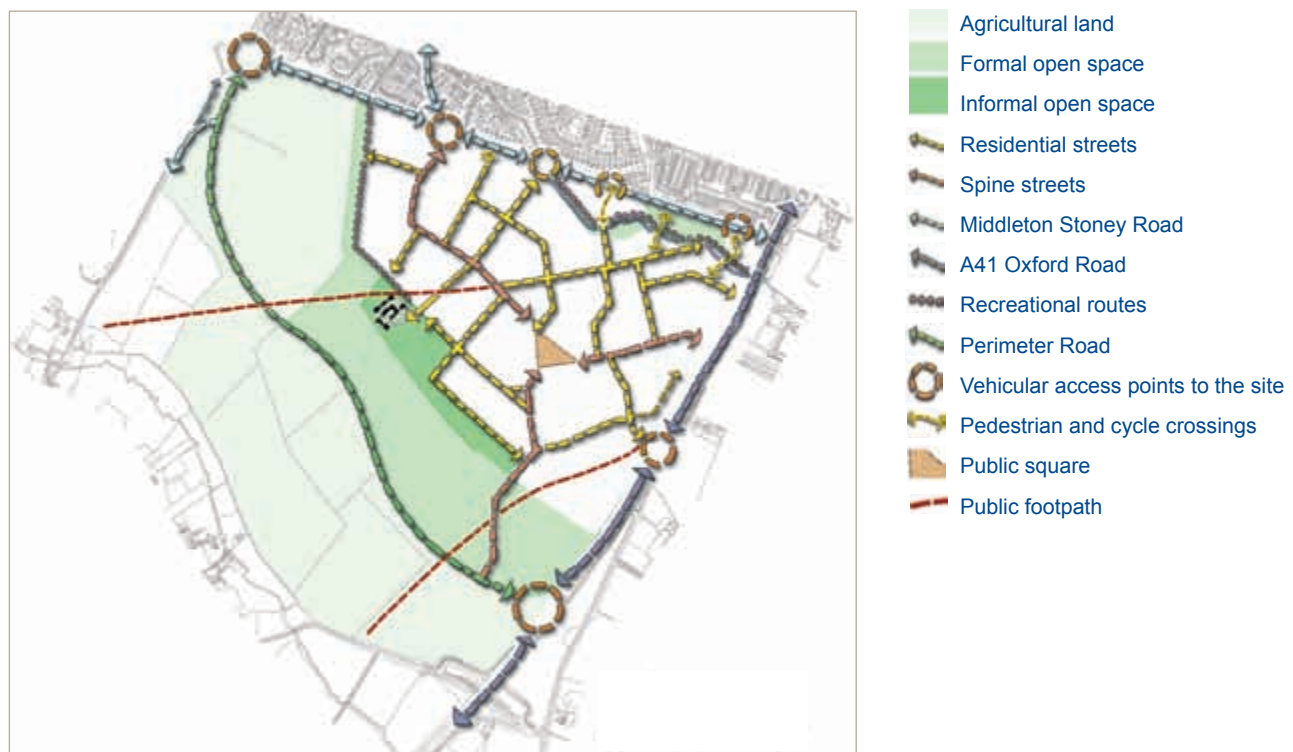 Agricultural land
Formal open space
Informal open space
Residential streets
Spine streets
Middleton Stoney Road
A41 Oxford Road
Recreational routes
Perimeter Road
Vehicular access points to the site
Pedestrian and cycle crossings
Public square
Public footpath